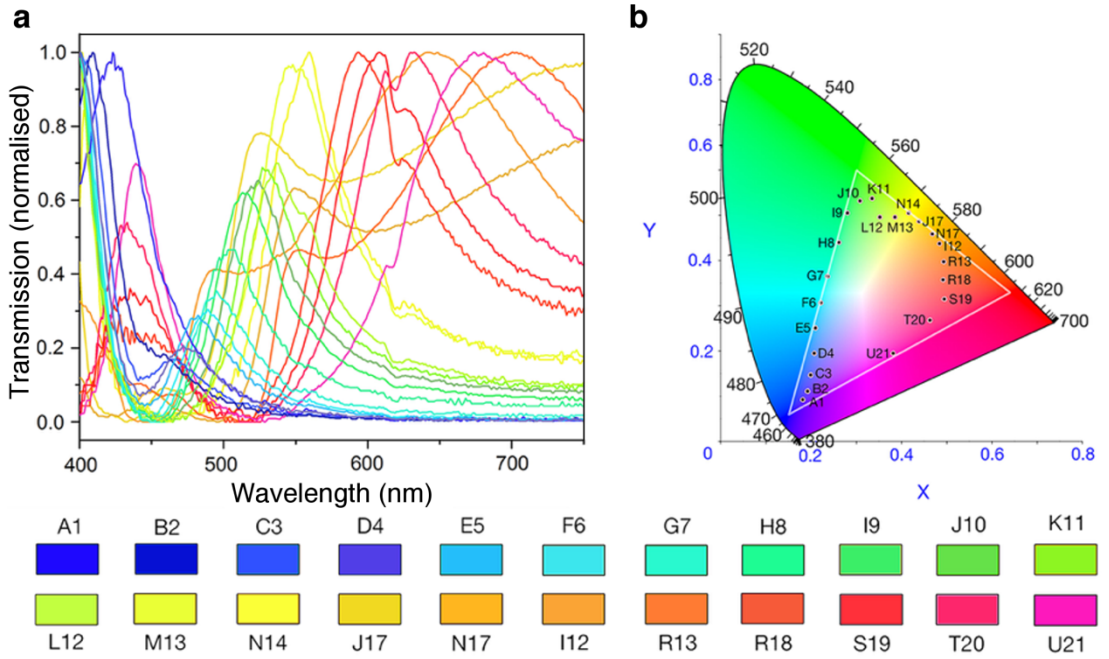 a
Transmission (normalised)
1.0
0.8
0.6
0.4
0.2
0.0
400
500
600
700
Wavelength (nm)
b
Y
0.8
0.6
0.4
0.2
0
0.2
0.4
0.6
0.8
X
520
540
560
580
600
620
700
500
490
480
470
460
380
J10
K11
I9
N14
L12
M13
J17
N17
I12
H8
R13
G7
R18
F6
S19
E5
T20
D4
U21
C3
B2
A1
A1 B2 C3 D4 E5 F6 G7 H8 I9 J10 K11
L12 M13 N14 J17 N17 I12 R13 R18 S19 T20 U21